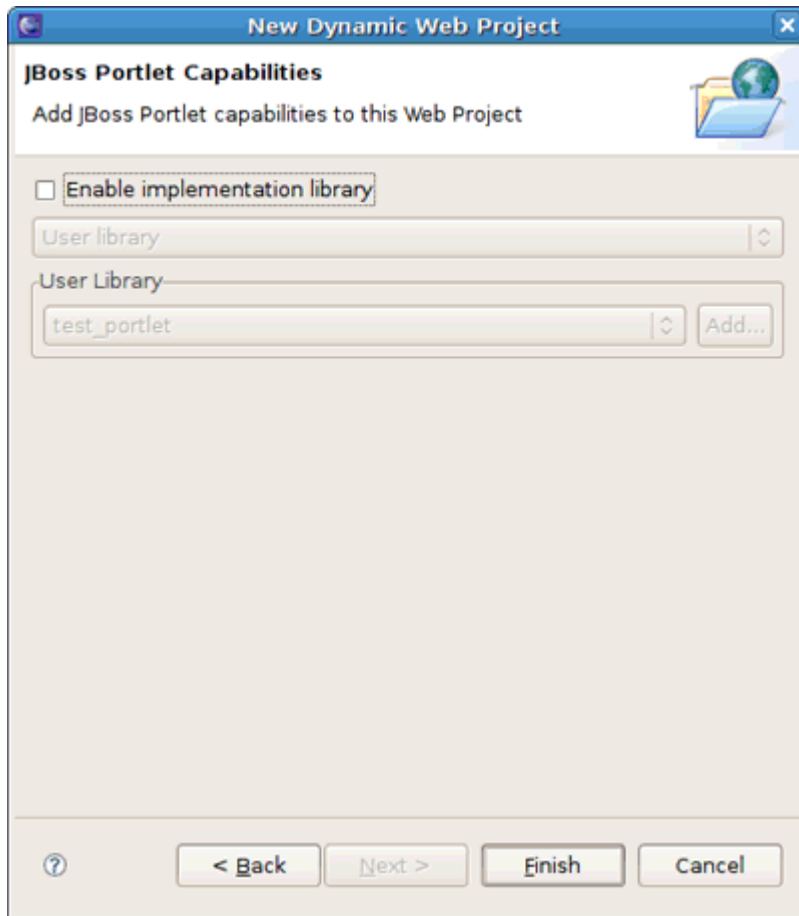 New Dynamic Web Project
JBoss Portlet Capabilities
Add JBoss Portlet capabilities to this Web Project
Enable implementation library
User library
User Library
test_portlet
Add...
< Back
Next >
Finish
Cancel